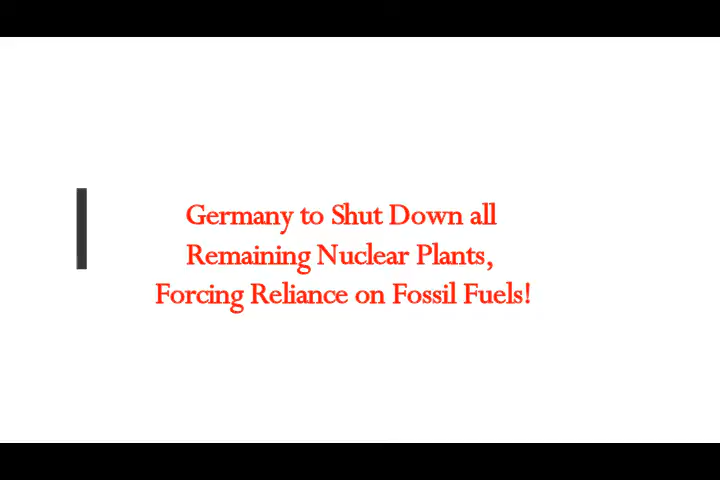 Germany to Shut Down all
Remaining Nuclear Plants,
Forcing Reliance on Fossil Fuels!